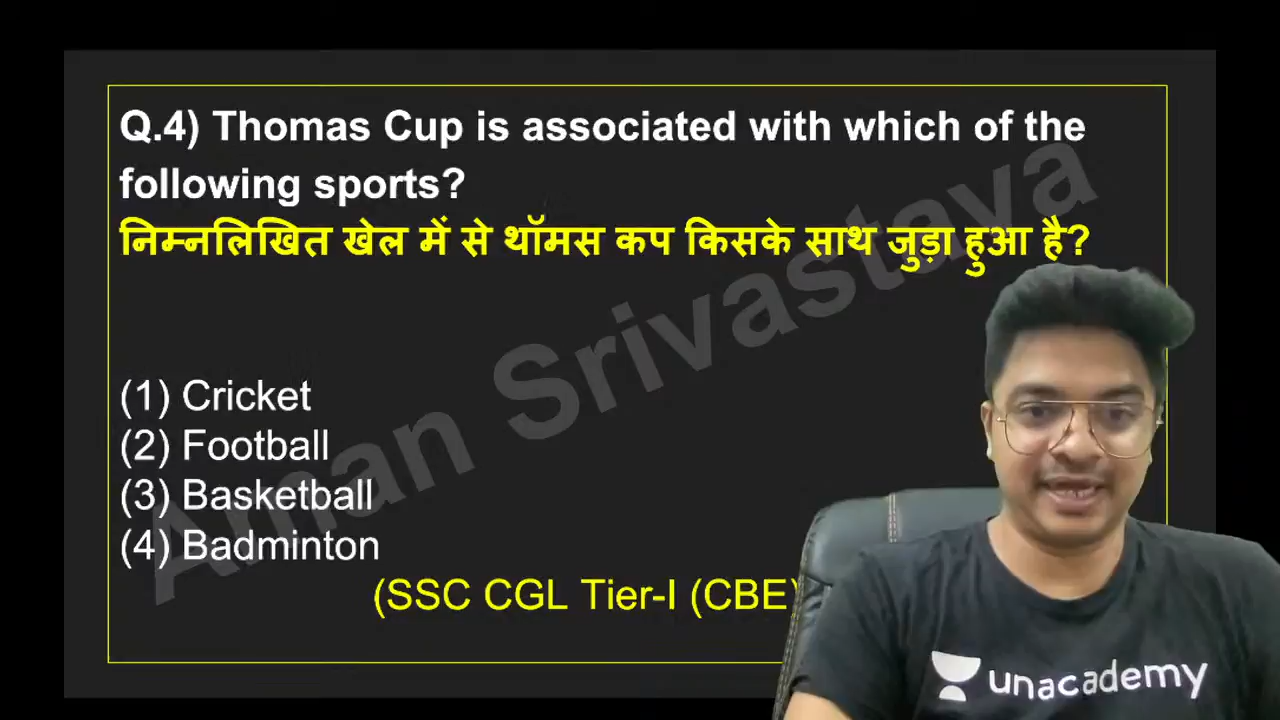 Q.4) Thomas Cup is associated with which of the
following sports?
निम्नलिखित खेल में से थॉमस कप किसके साथ जुड़ा हुआ है?
(1) Cricket
(2) Football
(3) Basketball
(4) Badminton
(SSC CGL Tier-I (CBE)
Aman Srivastava
unacademy